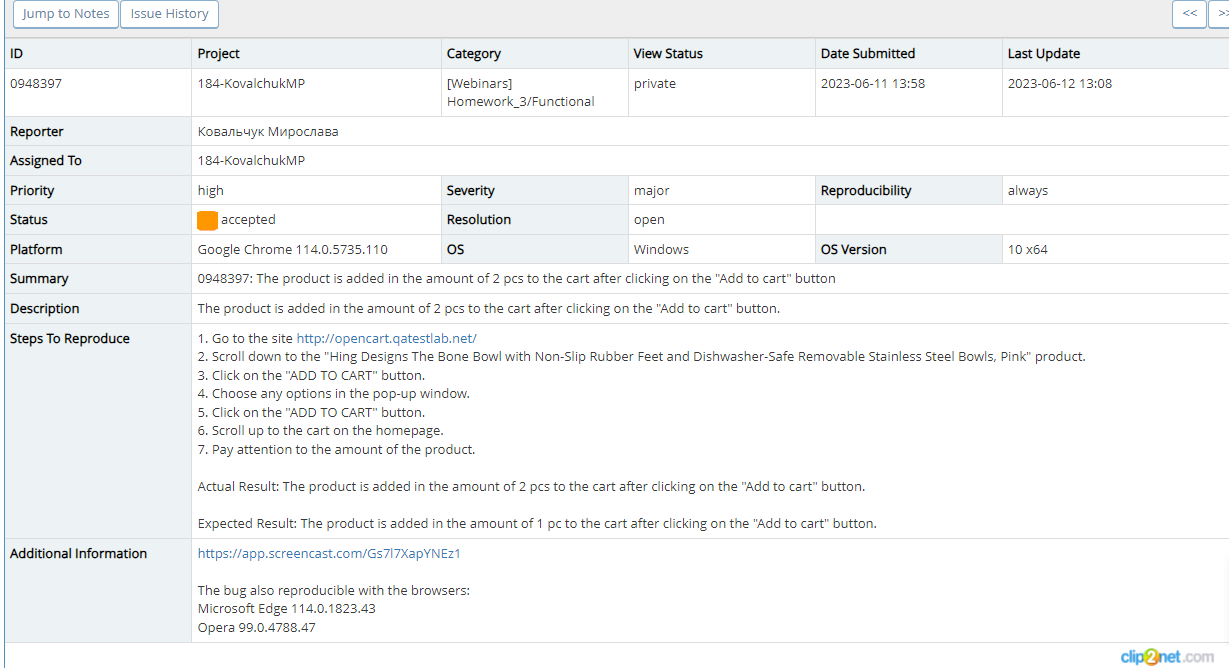 Jump to Notes Issue History << >>
ID Project Category View Status Date Submitted Last Update
0948397 184-KovalchukMP [Webinars] private 2023-06-11 13:58 2023-06-12 13:08
Homework_3/Functional
Reporter Ковальчук Мирослава
Assigned To 184-KovalchukMP
Priority high Severity major Reproducibility always
Status accepted Resolution open
Platform Google Chrome 114.0.5735.110 OS Windows OS Version 10 x64
Summary 0948397: The product is added in the amount of 2 pcs to the cart after clicking on the "Add to cart" button
Description The product is added in the amount of 2 pcs to the cart after clicking on the "Add to cart" button.
Steps To Reproduce 1. Go to the site http://opencart.qatestlab.net/
2. Scroll down to the "Hing Designs The Bone Bowl with Non-Slip Rubber Feet and Dishwasher-Safe Removable Stainless Steel Bowls, Pink" product.
3. Click on the "ADD TO CART" button.
4. Choose any options in the pop-up window.
5. Click on the "ADD TO CART" button.
6. Scroll up to the cart on the homepage.
7. Pay attention to the amount of the product.
Actual Result: The product is added in the amount of 2 pcs to the cart after clicking on the "Add to cart" button.
Expected Result: The product is added in the amount of 1 pc to the cart after clicking on the "Add to cart" button.
Additional Information https://app.screencast.com/Gs7l7XapYNEz1
The bug also reproducible with the browsers:
Microsoft Edge 114.0.1823.43
Opera 99.0.4788.47
clip2net.com